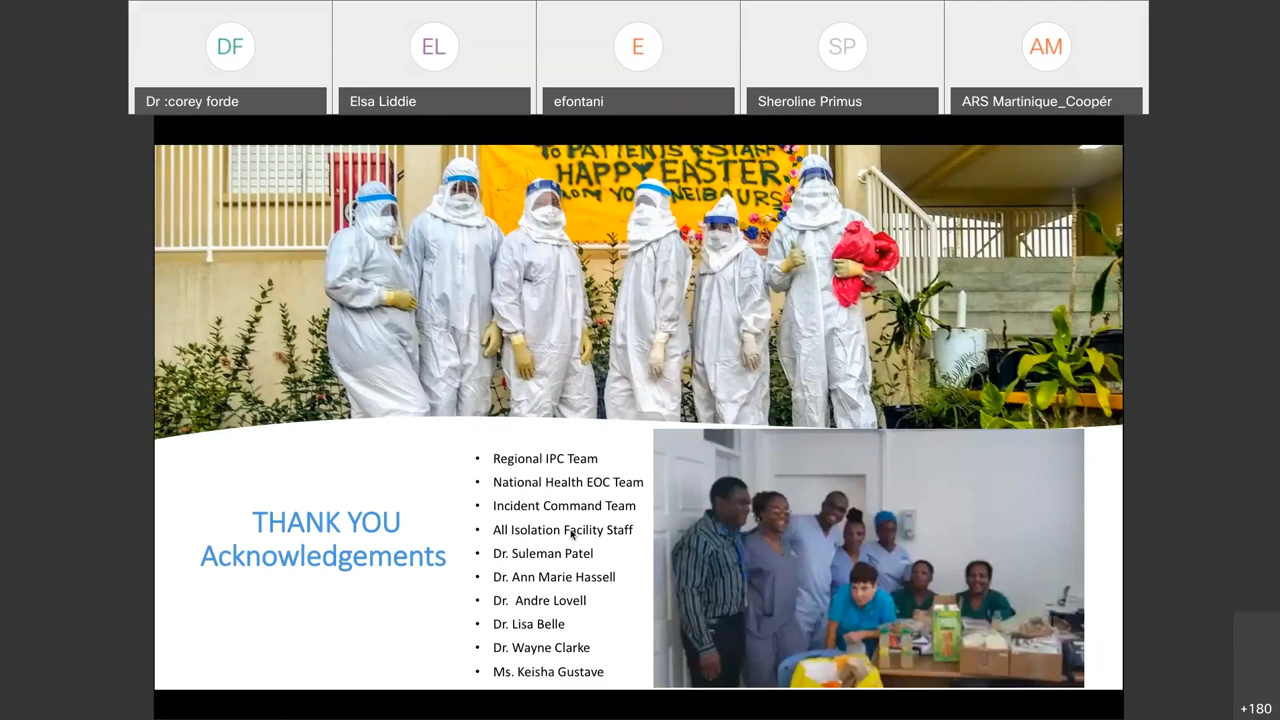 DF
EL
E
SP
AM
Dr :corey forde
Elsa Liddie
efontani
Sheroline Primus
ARS Martinique_Coopér
TO PATIENTS & STAFF
HAPPY EASTER.
FROM YOUR NEIBOURS
THANK YOU
Acknowledgements
• Regional IPC Team
• National Health EOC Team
• Incident Command Team
• All Isolation Facility Staff
• Dr. Suleman Patel
• Dr. Ann Marie Hassell
• Dr.  Andre Lovell
• Dr. Lisa Belle
• Dr. Wayne Clarke
• Ms. Keisha Gustave
+180